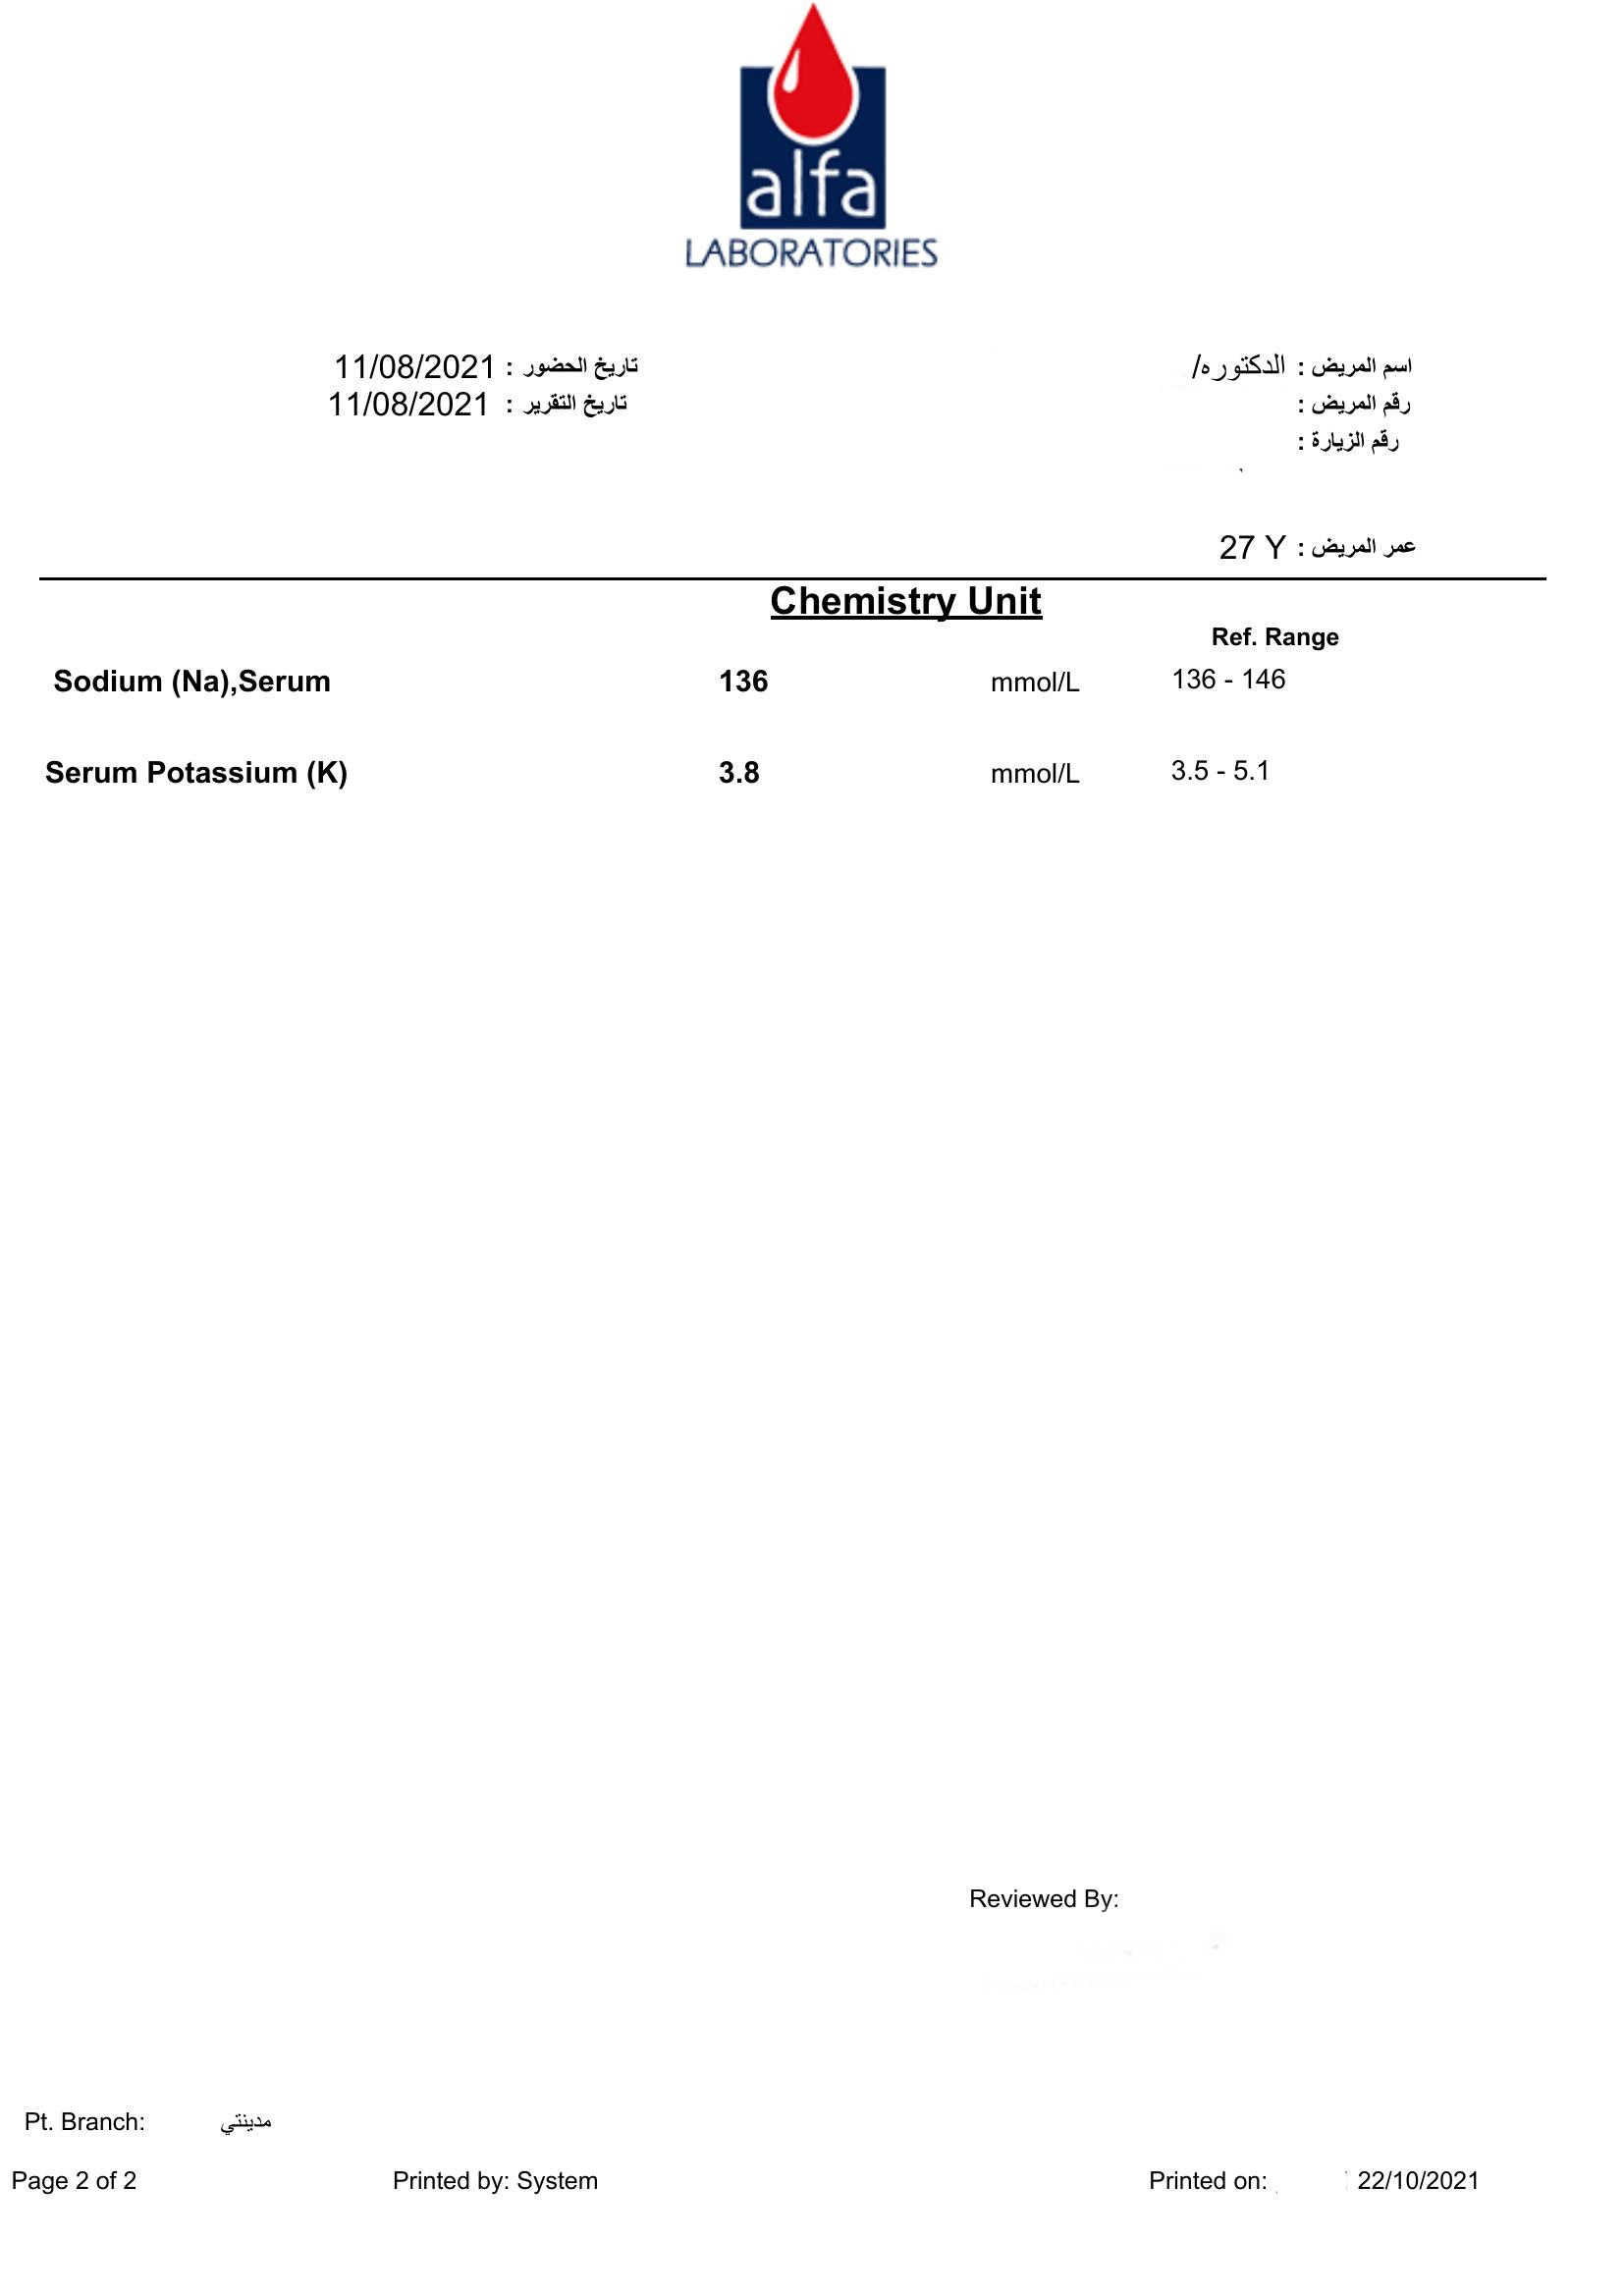 alfa
LABORATORIES
اسم المريض : الدكتوره/
تاريخ الحضور : 11/08/2021
رقم المريض :
تاريخ التقرير : 11/08/2021
رقم الزيارة :
عمر المريض : 27 Y
Chemistry Unit
Ref. Range
Sodium (Na),Serum 136 mmol/L 136 - 146
Serum Potassium (K) 3.8 mmol/L 3.5 - 5.1
Reviewed By:
Pt. Branch: مدينتي
Page 2 of 2 Printed by: System Printed on: 22/10/2021